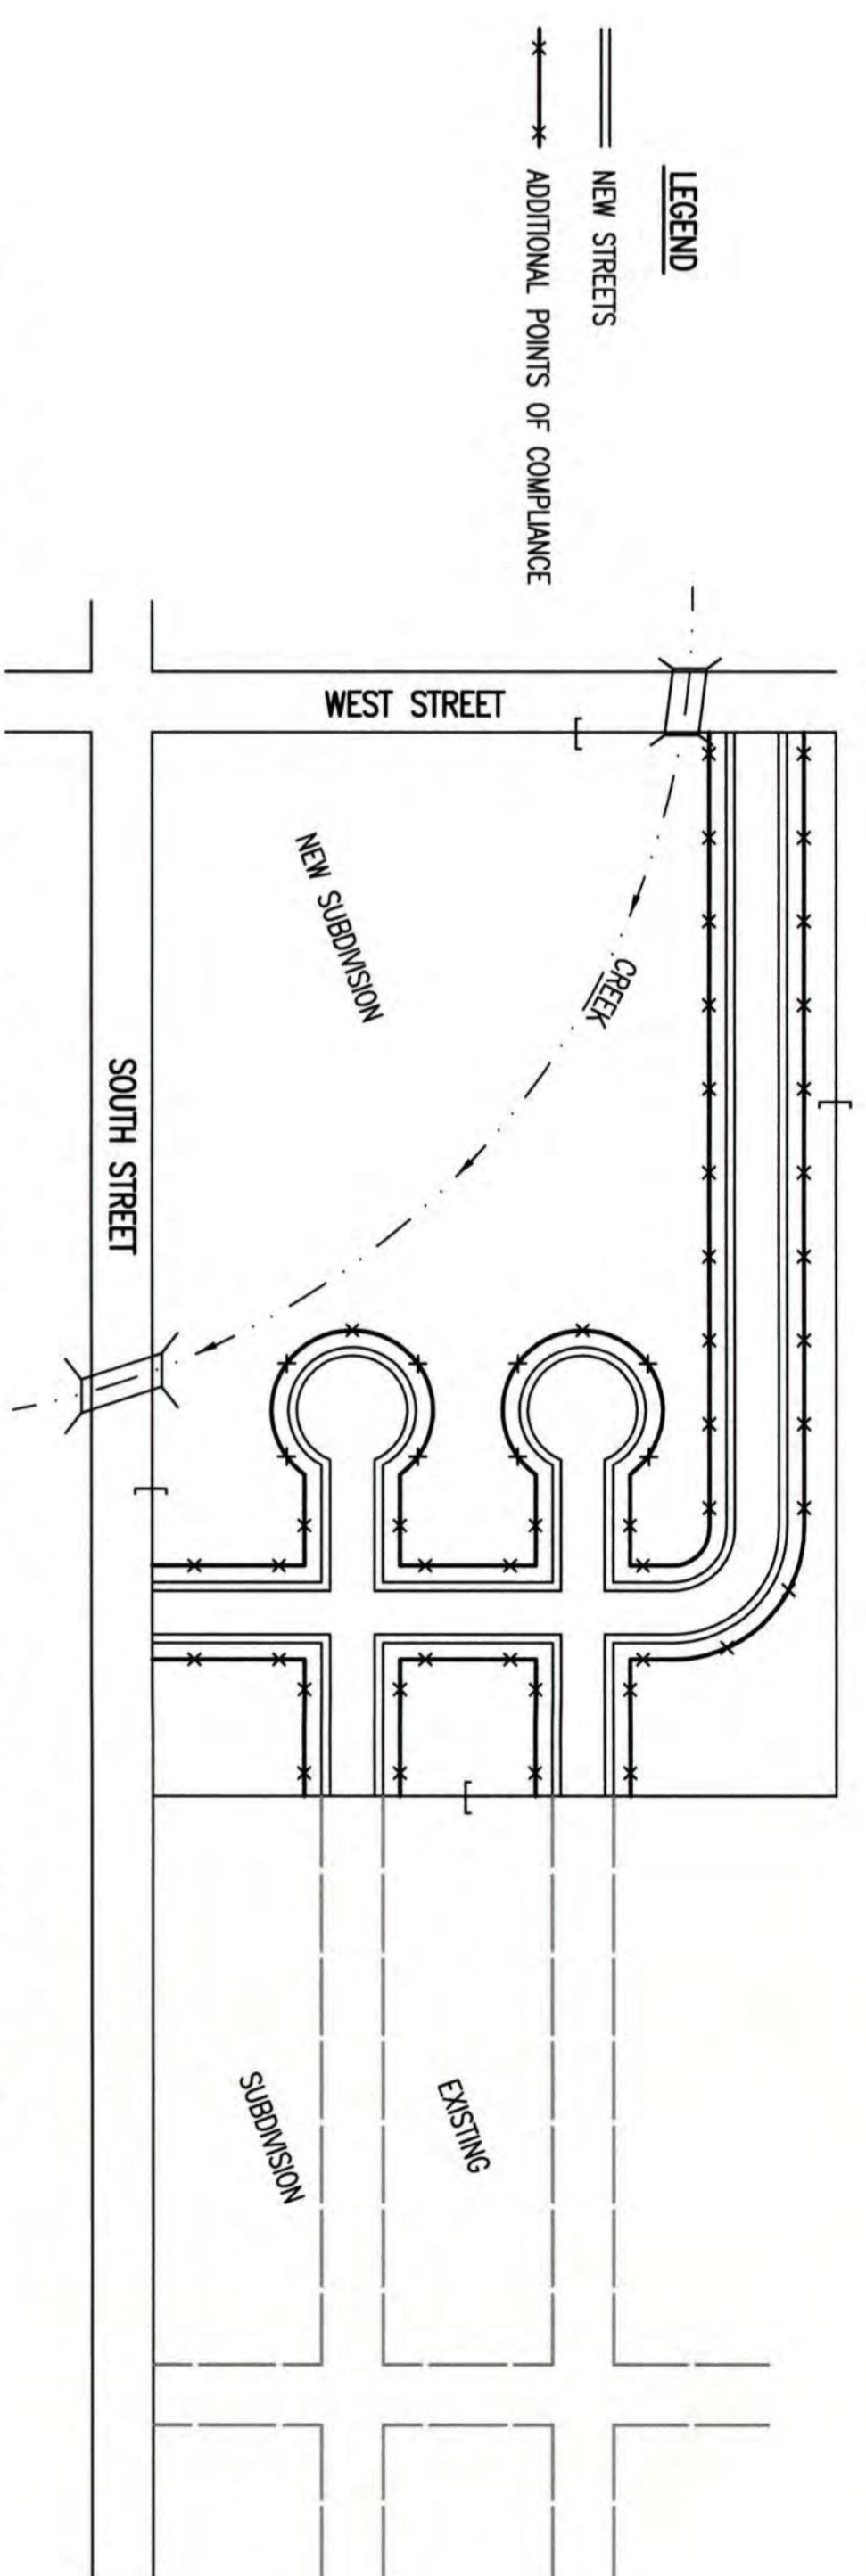 LEGEND
NEW STREETS
ADDITIONAL POINTS OF COMPLIANCE
WEST STREET
NEW SUBDIVISION
CREEK
SOUTH STREET
EXISTING
SUBDIVISION